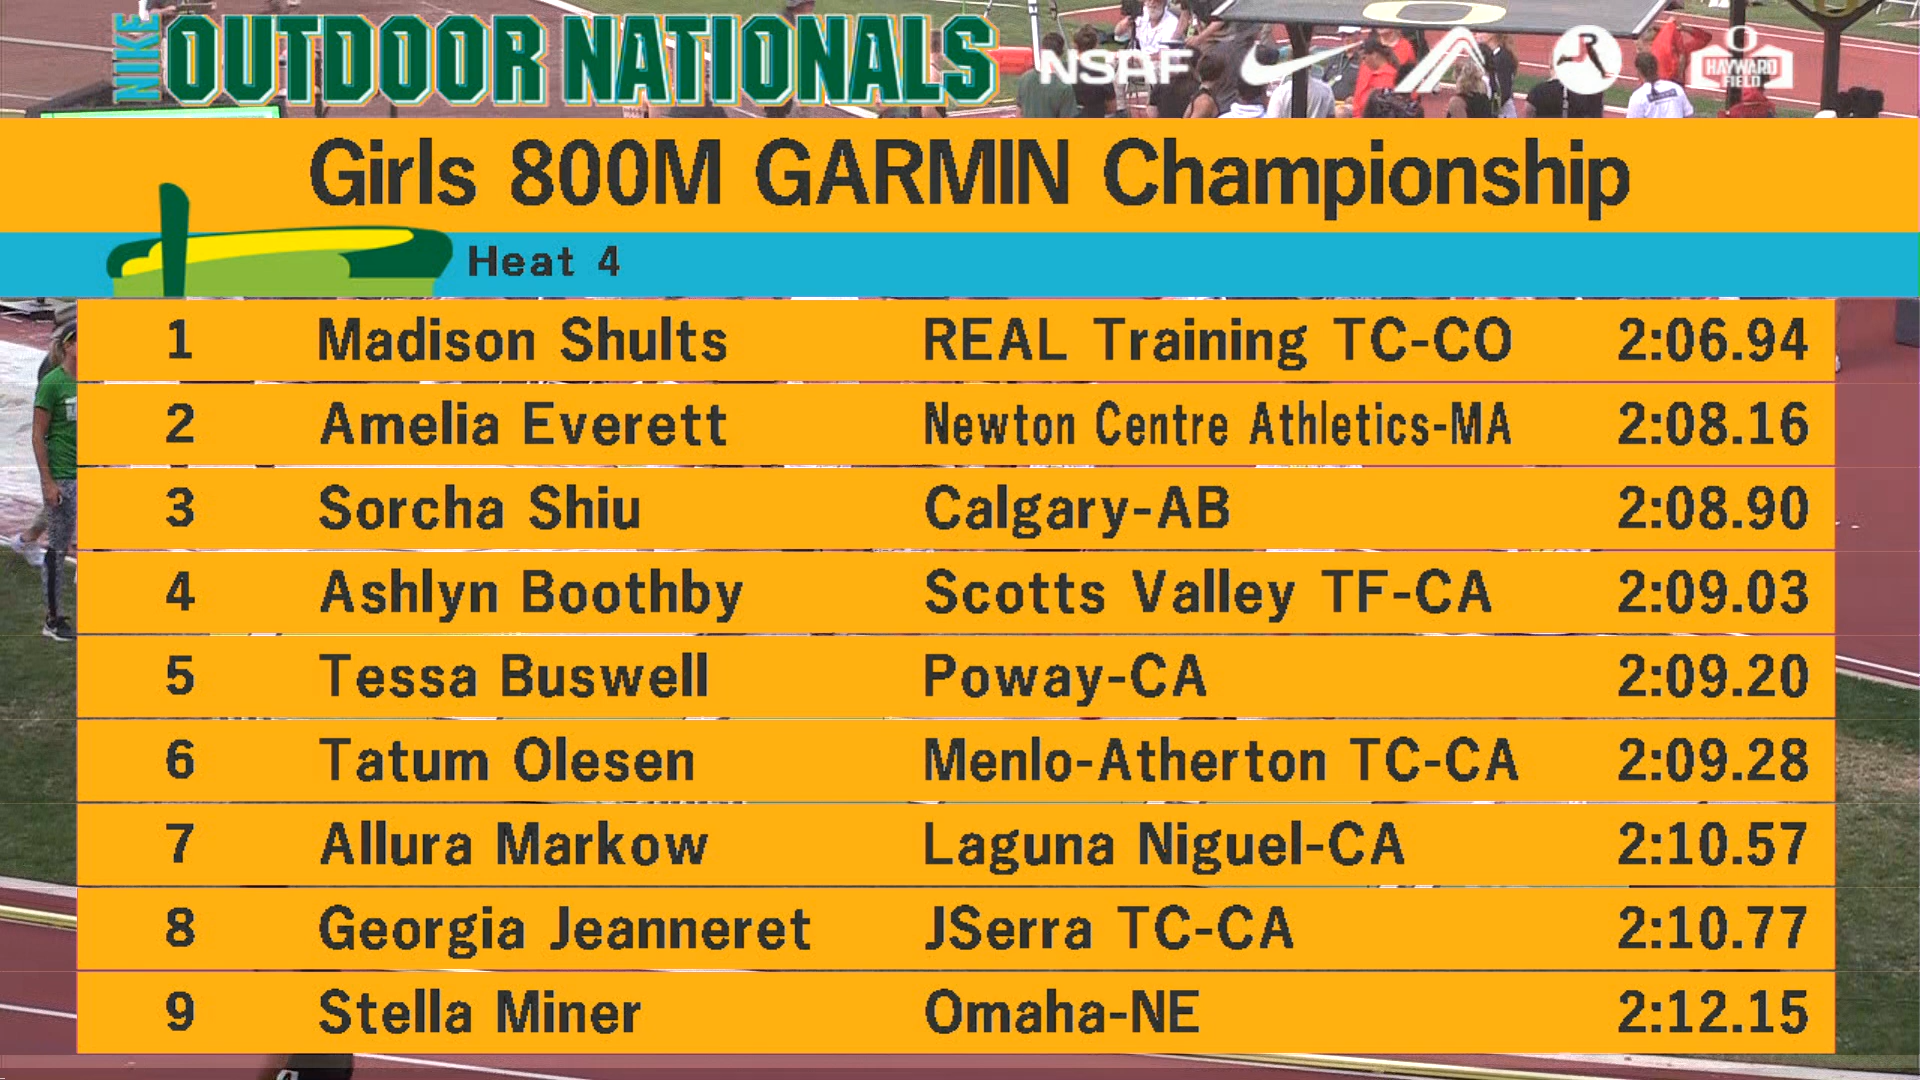 NIKE OUTDOOR NATIONALS NSAF HAYWARD FIELD
Girls 800M GARMIN Championship
Heat 4
1 Madison Shults REAL Training TC-CO 2:06.94
2 Amelia Everett Newton Centre Athletics-MA 2:08.16
3 Sorcha Shiu Calgary-AB 2:08.90
4 Ashlyn Boothby Scotts Valley TF-CA 2:09.03
5 Tessa Buswell Poway-CA 2:09.20
6 Tatum Olesen Menlo-Atherton TC-CA 2:09.28
7 Allura Markow Laguna Niguel-CA 2:10.57
8 Georgia Jeanneret JSerra TC-CA 2:10.77
9 Stella Miner Omaha-NE 2:12.15